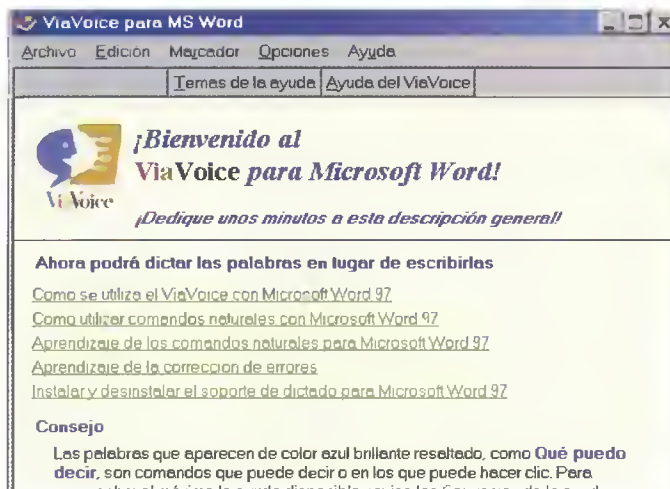 ViaVoice para MS Word
Archivo Edición Marcador Opciones Ayuda
Temas de la ayuda Ayuda del ViaVoice
¡Bienvenido al
ViaVoice para Microsoft Word!
Vi Voice
¡Dedique unos minutos a esta descripción general!
Ahora podrá dictar las palabras en lugar de escribirlas
Como se utiliza el ViaVoice con Microsoft Word 97
Como utilizar comandos naturales con Microsoft Word 97
Aprendizaje de los comandos naturales para Microsoft Word 97
Aprendizaje de la correccion de errores
Instalar y desinstalar el soporte de dictado para Microsoft Word 97
Consejo
Las palabras que aparecen de color azul brillante resaltado, como Qué puedo
decir, son comandos que puede decir o en los que puede hacer clic. Para